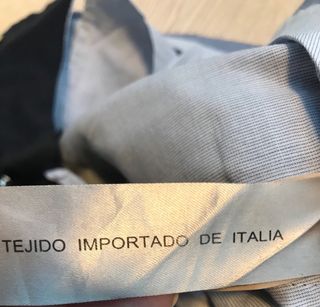 TEJIDO IMPORTADO DE ITALIA